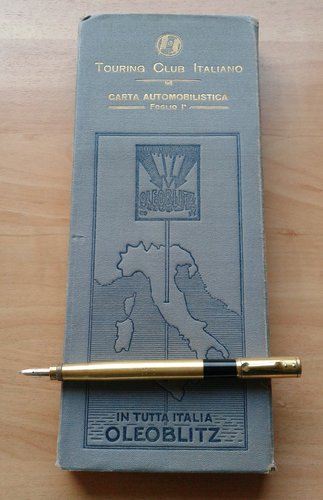 TOURING CLUB ITALIANO
CARTA AUTOMOBILISTICA
FOGLIO I°
OLEOBLITZ
IN TUTTA ITALIA
OLEOBLITZ